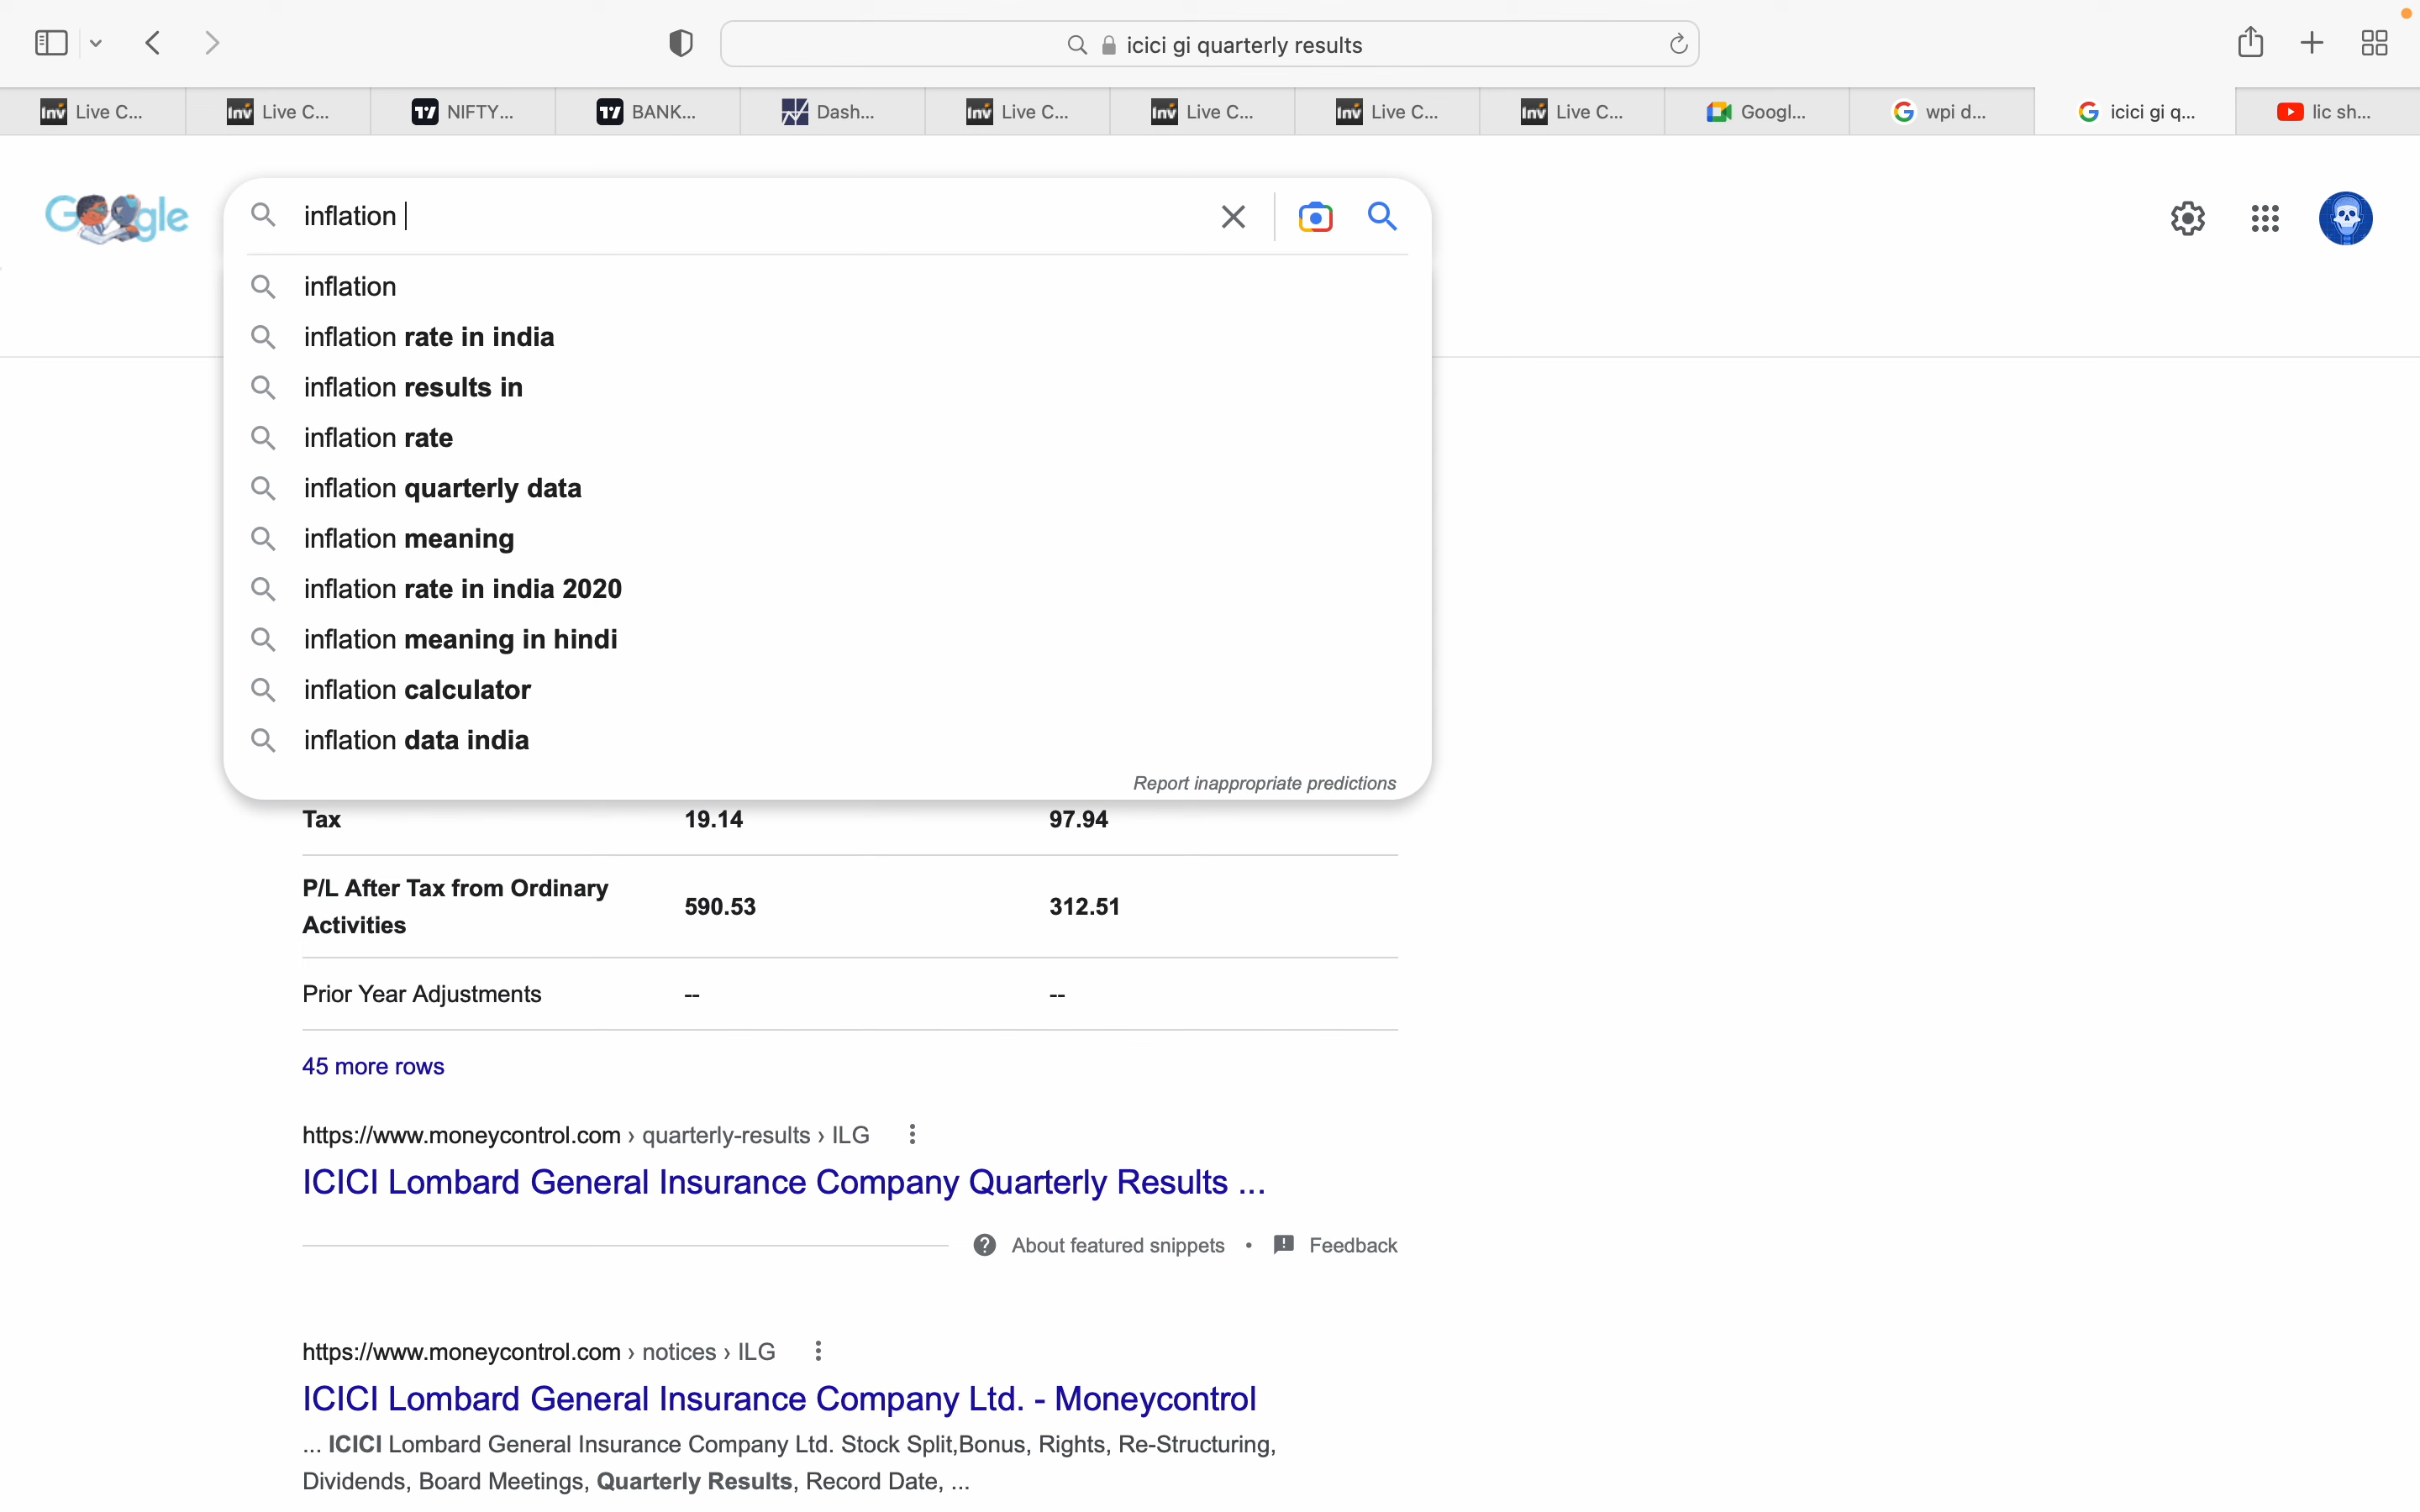 icici gi quarterly results
Live C... Live C... NIFTY... BANK... Dash... Live C... Live C... Live C... Live C... Googl... wpi d... icici gi q... lic sh...
Google inflation
inflation
inflation rate in india
inflation results in
inflation rate
inflation quarterly data
inflation meaning
inflation rate in india 2020
inflation meaning in hindi
inflation calculator
inflation data india
Report inappropriate predictions
Tax 19.14 97.94
P/L After Tax from Ordinary
Activities 590.53 312.51
Prior Year Adjustments -- --
45 more rows
https://www.moneycontrol.com › quarterly-results › ILG
ICICI Lombard General Insurance Company Quarterly Results ...
About featured snippets • Feedback
https://www.moneycontrol.com › notices › ILG
ICICI Lombard General Insurance Company Ltd. - Moneycontrol
... ICICI Lombard General Insurance Company Ltd. Stock Split,Bonus, Rights, Re-Structuring,
Dividends, Board Meetings, Quarterly Results, Record Date, ...